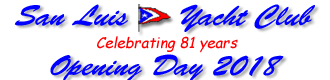 San Luis Yacht Club
Celebrating 81 years
Opening Day 2018